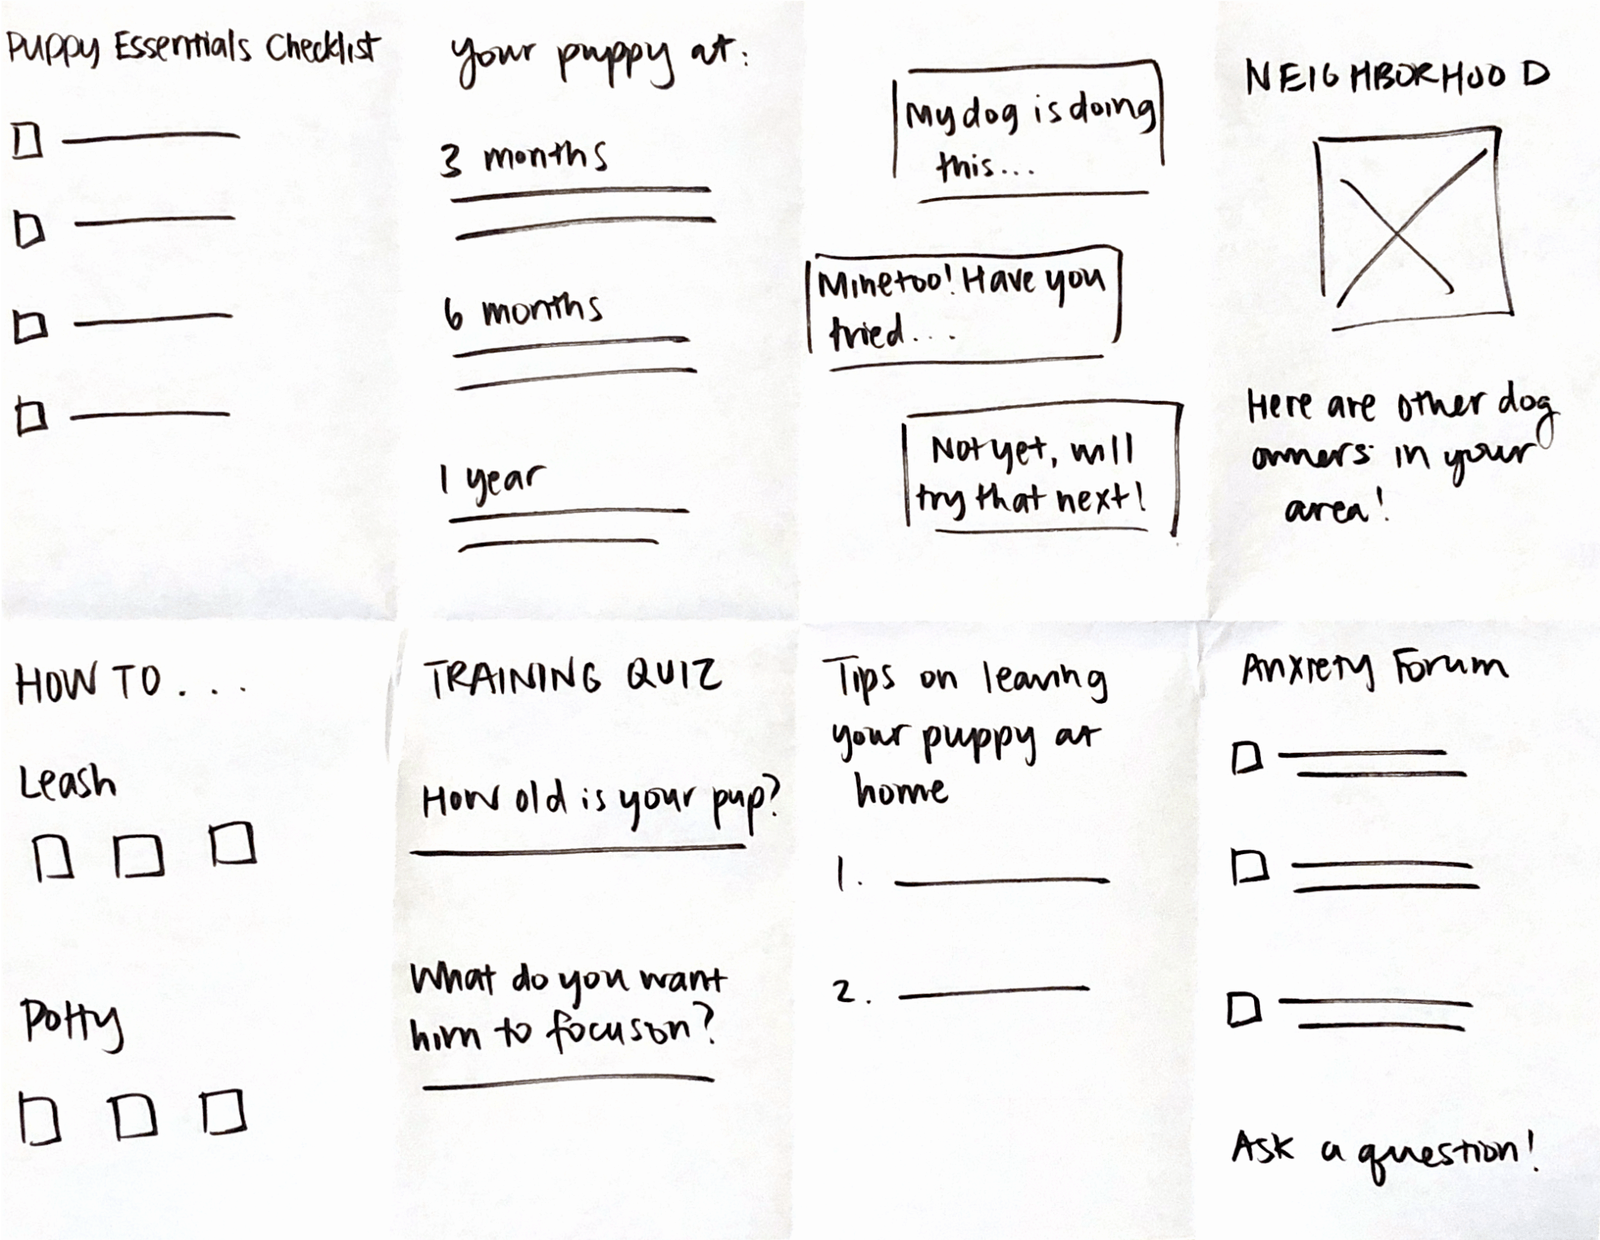 Puppy Essentials Checklist
Your puppy at:
3 months
6 months
1 year
My dog is doing
this...
Mine too! Have you
tried...
Not yet, will
try that next!
NEIGHBORHOOD
Here are other dog
owners in your
area!
HOW TO...
Leash
Potty
TRAINING QUIZ
How old is your pup?
What do you want
him to focus on?
Tips on leaving
your puppy at
home
1.
2.
Anxiety Forum
Ask a question!